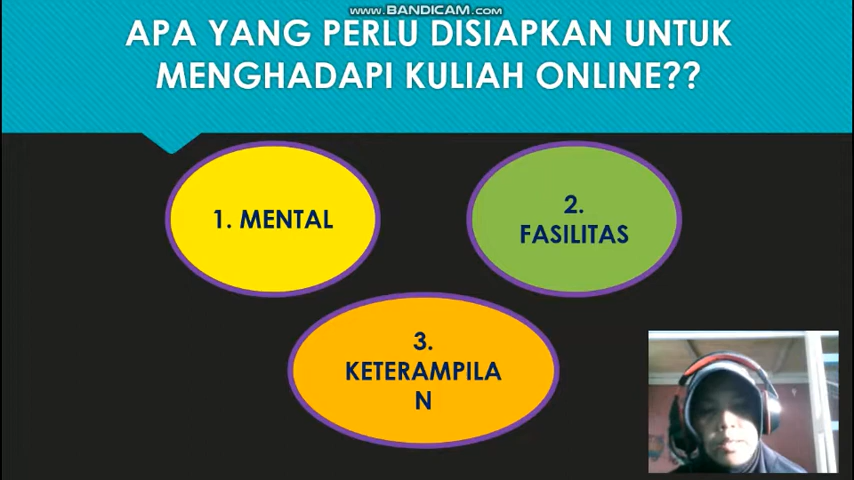 WWW.BANDICAM.COM
APA YANG PERLU DISIAPKAN UNTUK
MENGHADAPI KULIAH ONLINE??
1. MENTAL
2.
FASILITAS
3.
KETERAMPILA
N